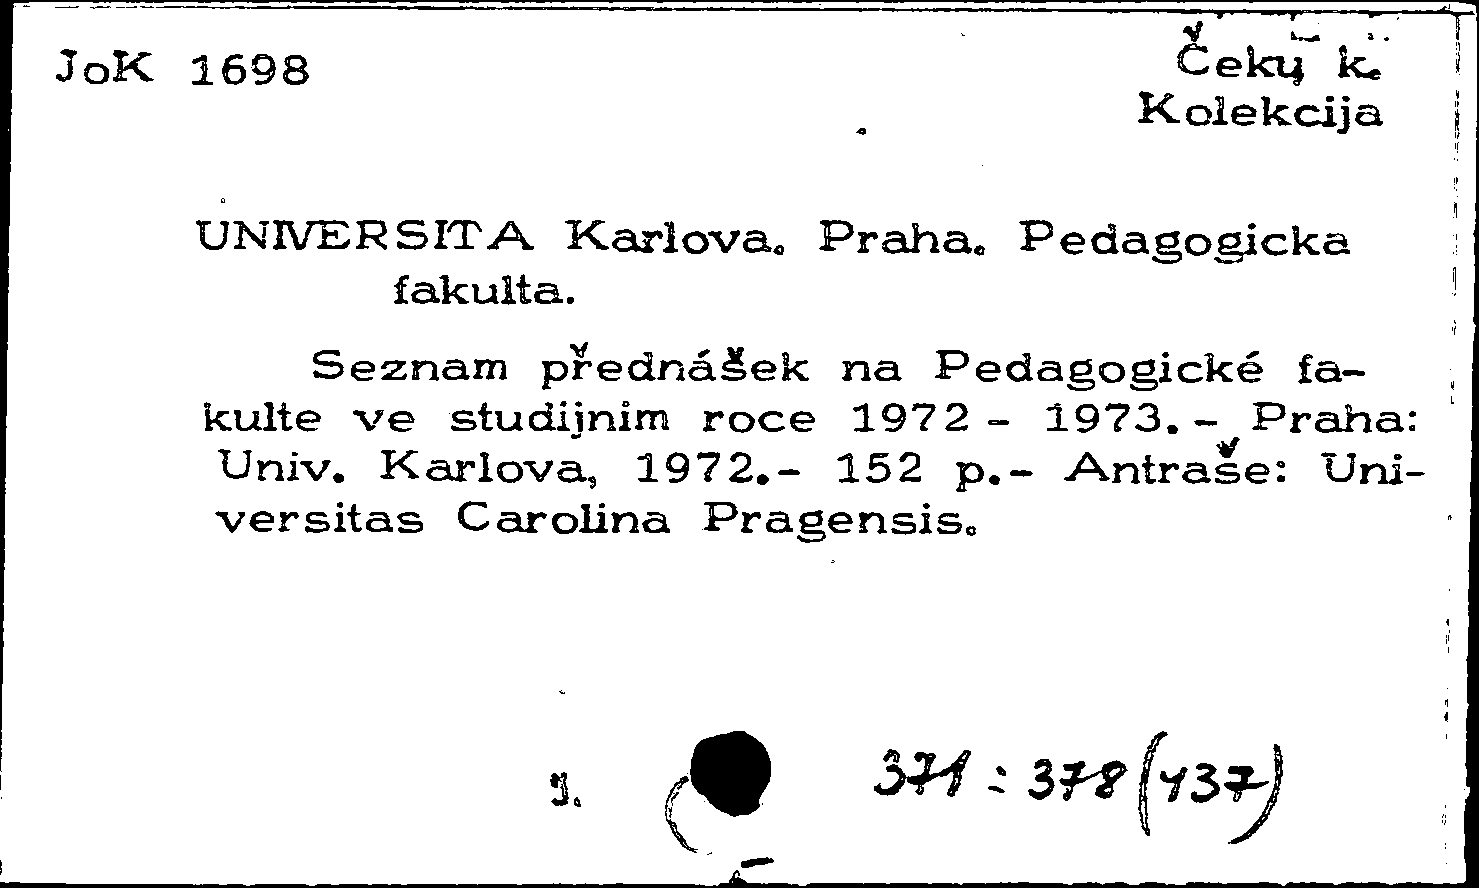 JoK 1698
Čekų k.
Kolekcija
UNIVERSITA Karlova. Praha. Pedagogicka
fakulta.
Seznam přednášek na Pedagogické fa-
kulte ve studijnim roce 1972 - 1973. - Praha:
Univ. Karlova, 1972.- 152 p.- Antraše: Uni-
versitas Carolina Pragensis.
371 : 378 (437)